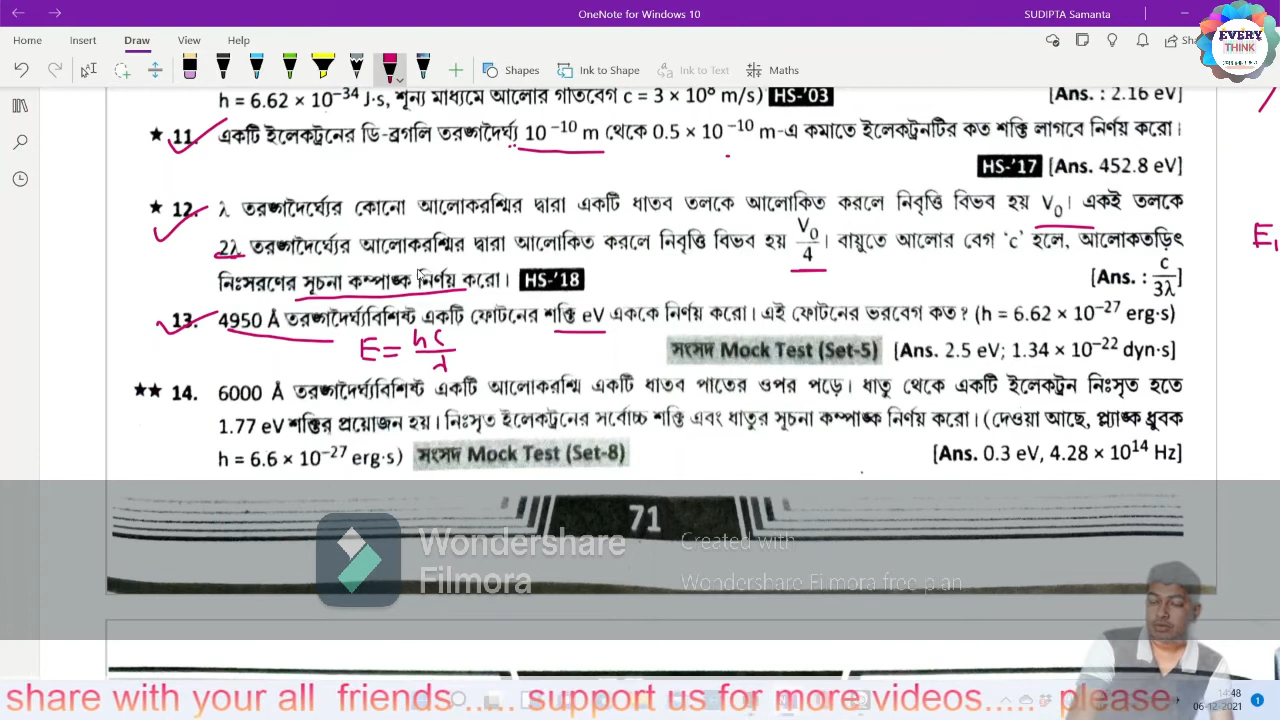 OneNote for Windows 10
SUDIPTA Samanta
EVERY
THINK
Home Insert Draw View Help
Shapes Ink to Shape Ink to Text Maths
h = 6.62 × 10⁻³⁴ J·s, শূন্য মাধ্যমে আলোর গতিবেগ c = 3 × 10⁸ m/s) HS-'03 [Ans. : 2.16 eV]
★ 11. একটি ইলেকট্রনের ডি-ব্রগলি তরঙ্গদৈর্ঘ্য 10⁻¹⁰ m থেকে 0.5 × 10⁻¹⁰ m-এ কমাতে ইলেকট্রনটির কত শক্তি লাগবে নির্ণয় করো।
HS-'17 [Ans. 452.8 eV]
★ 12. λ তরঙ্গদৈর্ঘ্যের কোনো আলোকরশ্মির দ্বারা একটি ধাতব তলকে আলোকিত করলে নিবৃত্তি বিভব হয় V₀। একই তলকে
2λ তরঙ্গদৈর্ঘ্যের আলোকরশ্মির দ্বারা আলোকিত করলে নিবৃত্তি বিভব হয় V₀/4। বায়ুতে আলোর বেগ 'c' হলে, আলোকতড়িৎ
E₁
নিঃসরণের সূচনা কম্পাঙ্ক নির্ণয় করো। HS-'18 [Ans. : c/3λ]
13. 4950 Å তরঙ্গদৈর্ঘ্যবিশিষ্ট একটি ফোটনের শক্তি eV এককে নির্ণয় করো। এই ফোটনের ভরবেগ কত? (h = 6.62 × 10⁻²⁷ erg·s)
E = hc/λ
সংসদ Mock Test (Set-5) [Ans. 2.5 eV; 1.34 × 10⁻²² dyn·s]
★★ 14. 6000 Å তরঙ্গদৈর্ঘ্যবিশিষ্ট একটি আলোকরশ্মি একটি ধাতব পাতের ওপর পড়ে। ধাতু থেকে একটি ইলেকট্রন নিঃসৃত হতে
1.77 eV শক্তির প্রয়োজন হয়। নিঃসৃত ইলেকট্রনের সর্বোচ্চ শক্তি এবং ধাতুর সূচনা কম্পাঙ্ক নির্ণয় করো। (দেওয়া আছে, প্ল্যাঙ্ক ধ্রুবক
h = 6.6 × 10⁻²⁷ erg·s) সংসদ Mock Test (Set-8) [Ans. 0.3 eV, 4.28 × 10¹⁴ Hz]
71
Wondershare
Filmora
Created with
Wondershare Filmora free plan
share with your all friends .... support us for more videos..... please
14:48
06-12-2021